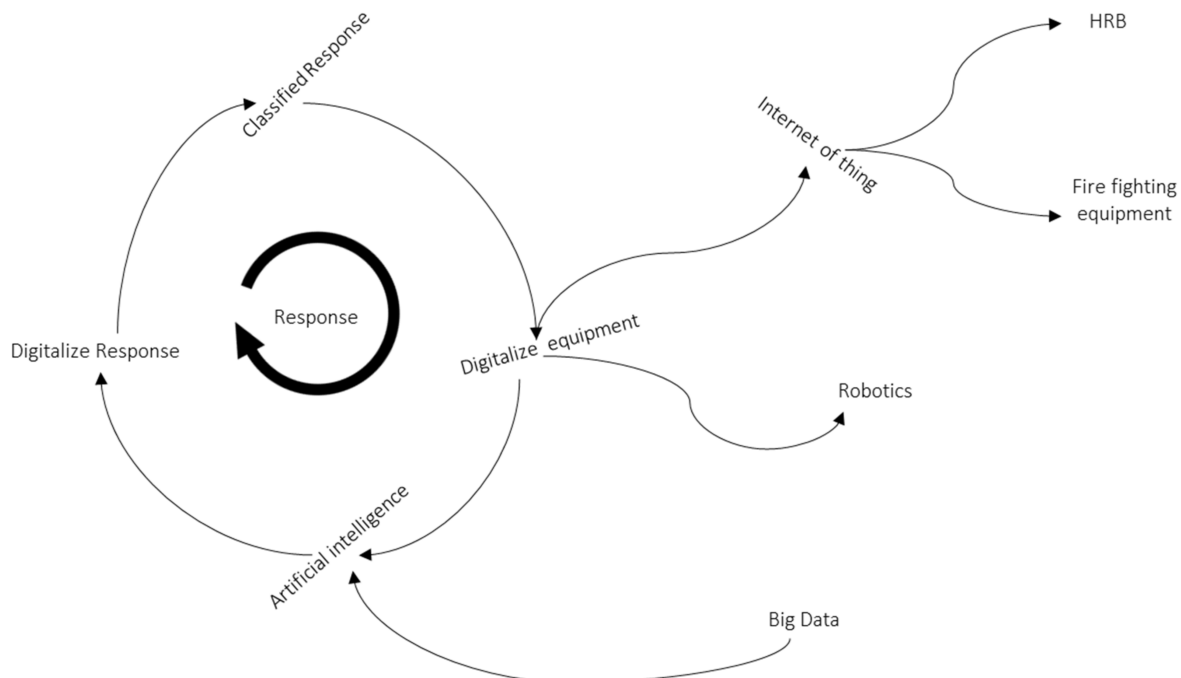 HRB
Classified Response
Internet of thing
Fire fighting
equipment
Response
Digitalize Response
Digitalize equipment
Robotics
Artificial intelligence
Big Data